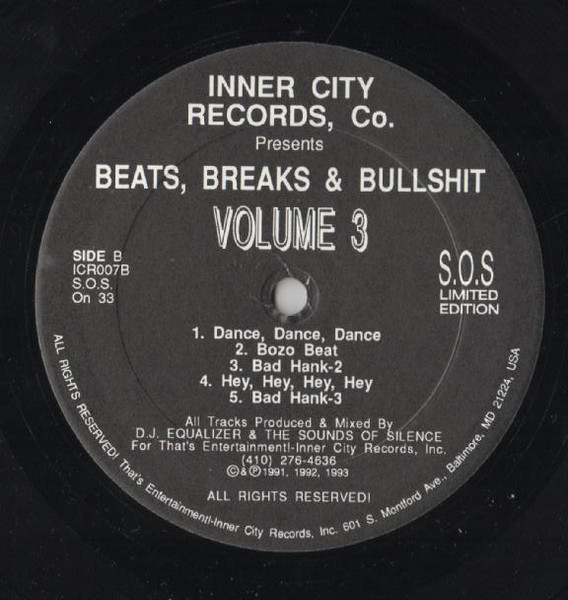 INNER CITY
RECORDS, Co.
Presents
BEATS, BREAKS & BULLSHIT
VOLUME 3
SIDE B
ICR007B
S.O.S.
On 33
S.O.S
LIMITED
EDITION
1. Dance, Dance, Dance
2. Bozo Beat
3. Bad Hank-2
4. Hey, Hey, Hey, Hey
5. Bad Hank-3
All Tracks Produced & Mixed By
D.J. EQUALIZER & THE SOUNDS OF SILENCE
For That's Entertainment!-Inner City Records, Inc.
(410) 276-4636
©&℗1991, 1992, 1993
ALL RIGHTS RESERVED!
ALL RIGHTS RESERVED! That's Entertainment!-Inner City Records, Inc. 601 S. Montford Ave., Baltimore, MD 21224, USA